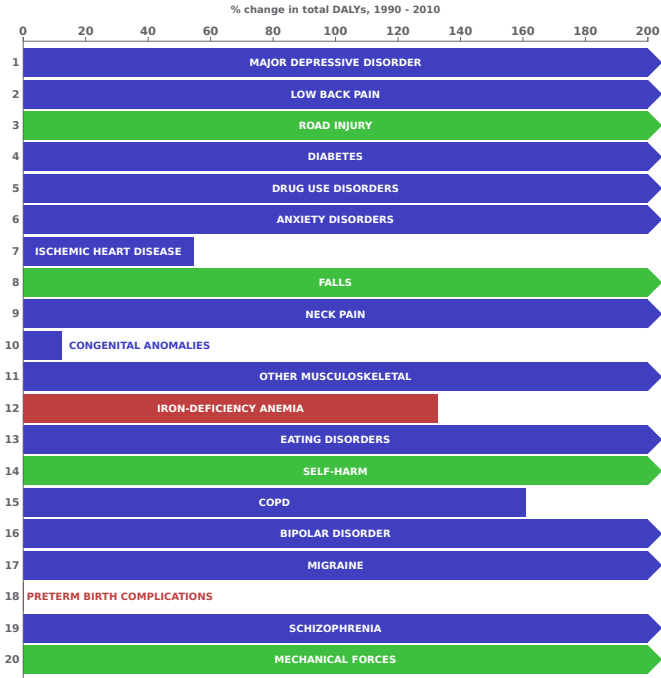 % change in total DALYs, 1990 - 2010
0 20 40 60 80 100 120 140 160 180 200
1 MAJOR DEPRESSIVE DISORDER
2 LOW BACK PAIN
3 ROAD INJURY
4 DIABETES
5 DRUG USE DISORDERS
6 ANXIETY DISORDERS
7 ISCHEMIC HEART DISEASE
8 FALLS
9 NECK PAIN
10 CONGENITAL ANOMALIES
11 OTHER MUSCULOSKELETAL
12 IRON-DEFICIENCY ANEMIA
13 EATING DISORDERS
14 SELF-HARM
15 COPD
16 BIPOLAR DISORDER
17 MIGRAINE
18 PRETERM BIRTH COMPLICATIONS
19 SCHIZOPHRENIA
20 MECHANICAL FORCES